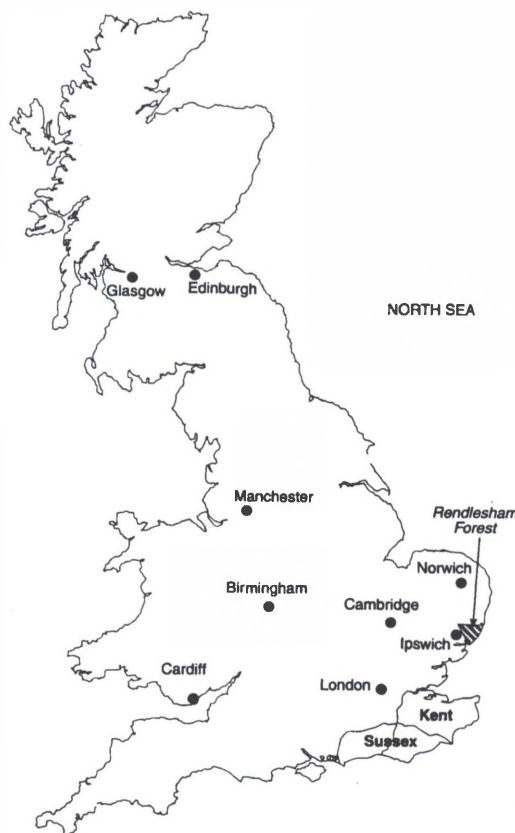 Glasgow
Edinburgh
NORTH SEA
Manchester
Rendlesham
Forest
Norwich
Birmingham
Cambridge
Ipswich
Cardiff
London
Kent
Sussex